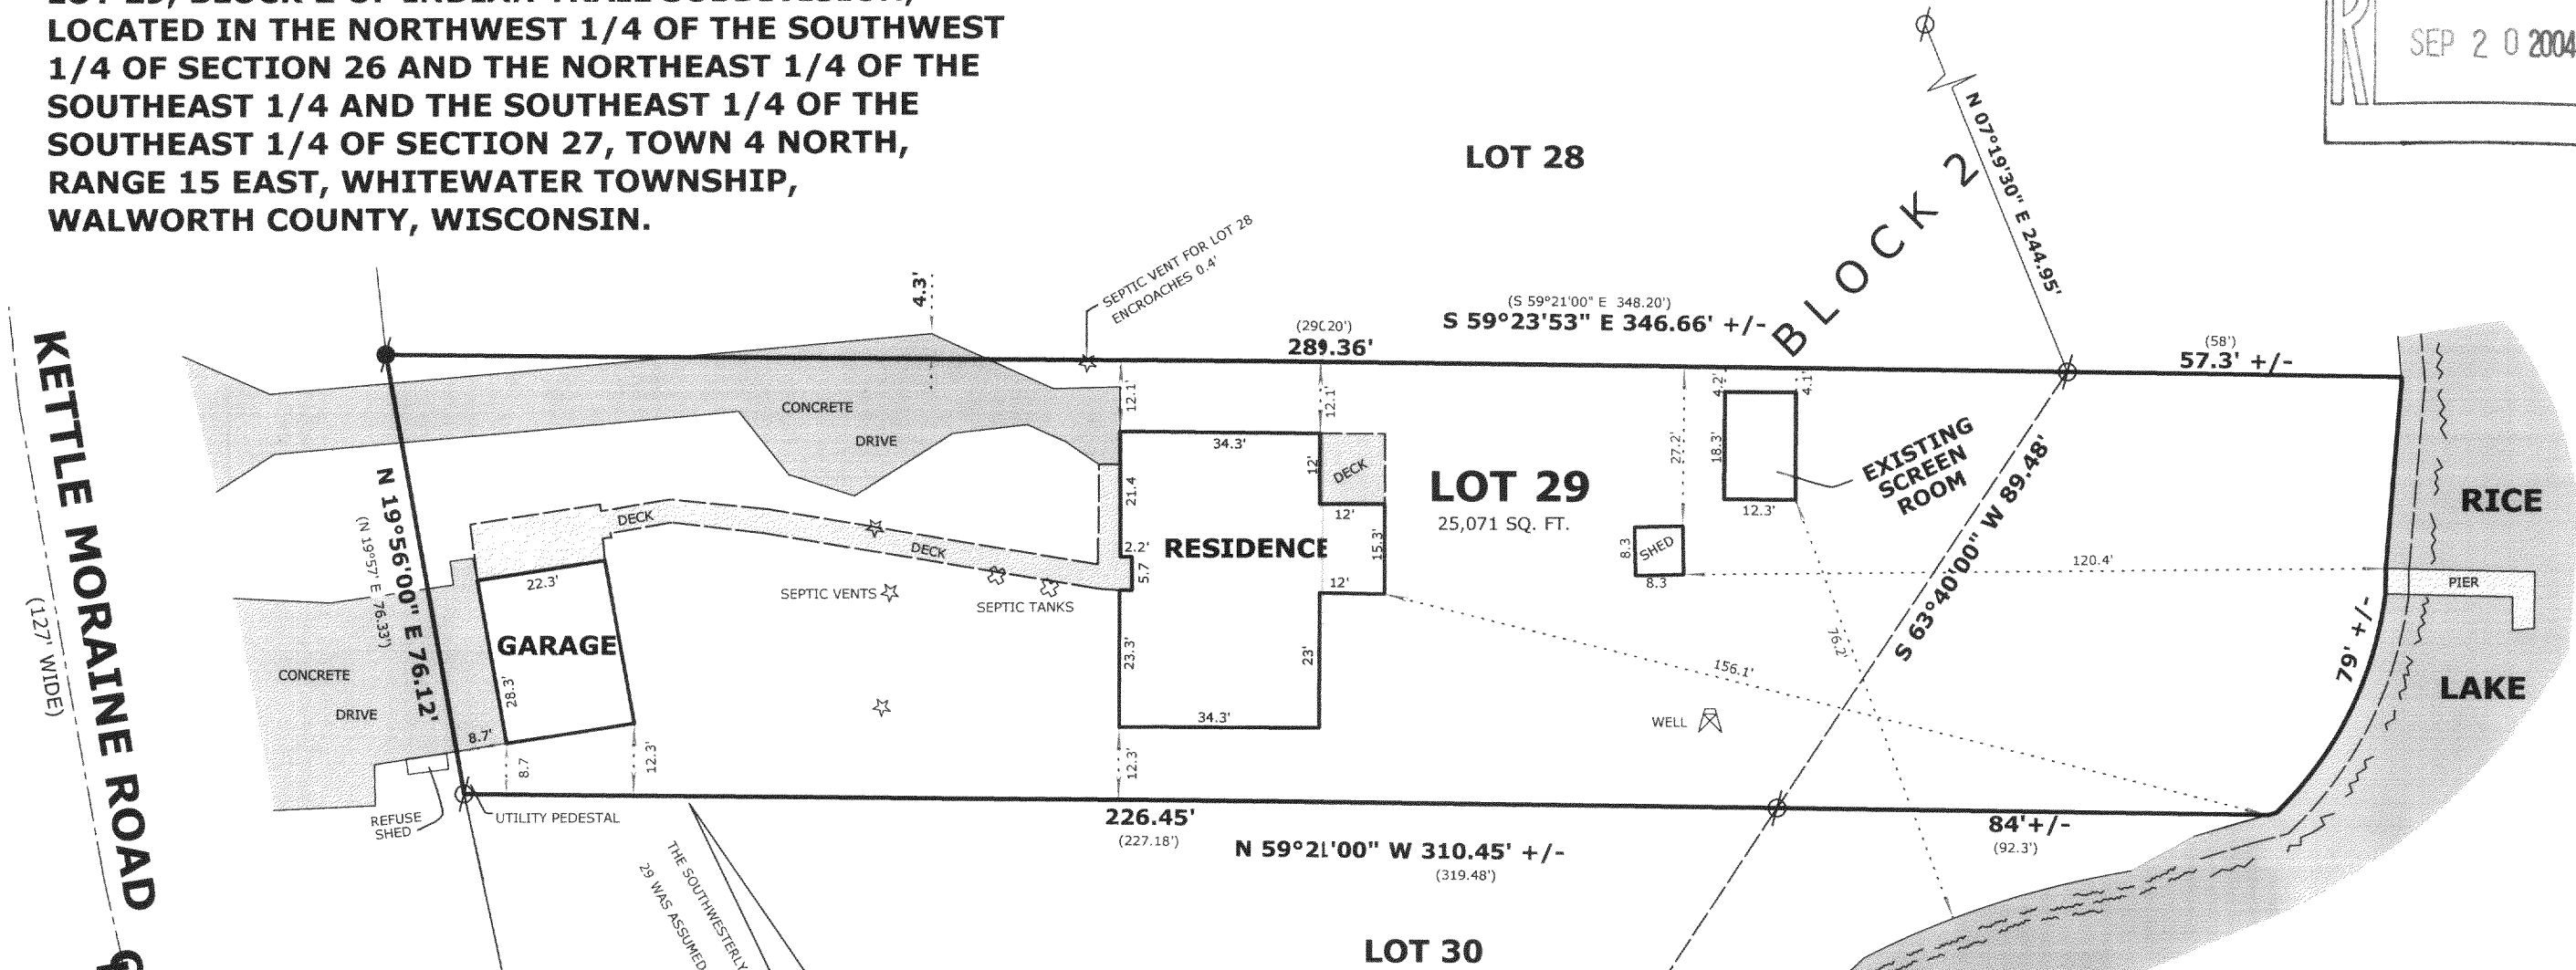 LOCATED IN THE NORTHWEST 1/4 OF THE SOUTHWEST
1/4 OF SECTION 26 AND THE NORTHEAST 1/4 OF THE
SOUTHEAST 1/4 AND THE SOUTHEAST 1/4 OF THE
SOUTHEAST 1/4 OF SECTION 27, TOWN 4 NORTH,
RANGE 15 EAST, WHITEWATER TOWNSHIP,
WALWORTH COUNTY, WISCONSIN.
SEP 20 2004
LOT 28
BLOCK 2
N 07°19'30" E 244.95'
4.3'
SEPTIC VENT FOR LOT 28
ENCROACHES 0.4'
(S 59°21'00" E 348.20')
S 59°23'53" E 346.66' +/-
289.36'
(58')
57.3' +/-
KETTLE MORAINE ROAD
(127' WIDE)
N 19°56'00" E 76.12'
(N 19°57' E 76.33')
CONCRETE
DRIVE
12.1'
12.1'
34.3'
12'
DECK
12'
15.3'
12'
21.4
2.2'
5.7
RESIDENCE
23.3'
23'
34.3'
12.3'
LOT 29
25,071 SQ. FT.
27.2'
4.2'
4.1'
18.3'
12.3'
EXISTING
SCREEN
ROOM
8.3
SHED
8.3
S 63°40'00" W 89.48'
120.4'
76.2'
156.1'
WELL
RICE
LAKE
PIER
79' +/-
DECK
DECK
SEPTIC VENTS
SEPTIC TANKS
22.3'
GARAGE
28.3'
8.7'
8.7
12.3'
CONCRETE
DRIVE
REFUSE
SHED
UTILITY PEDESTAL
226.45'
(227.18')
N 59°21'00" W 310.45' +/-
(319.48')
84'+/-
(92.3')
THE SOUTHWESTERLY
29 WAS ASSUMED
LOT 30